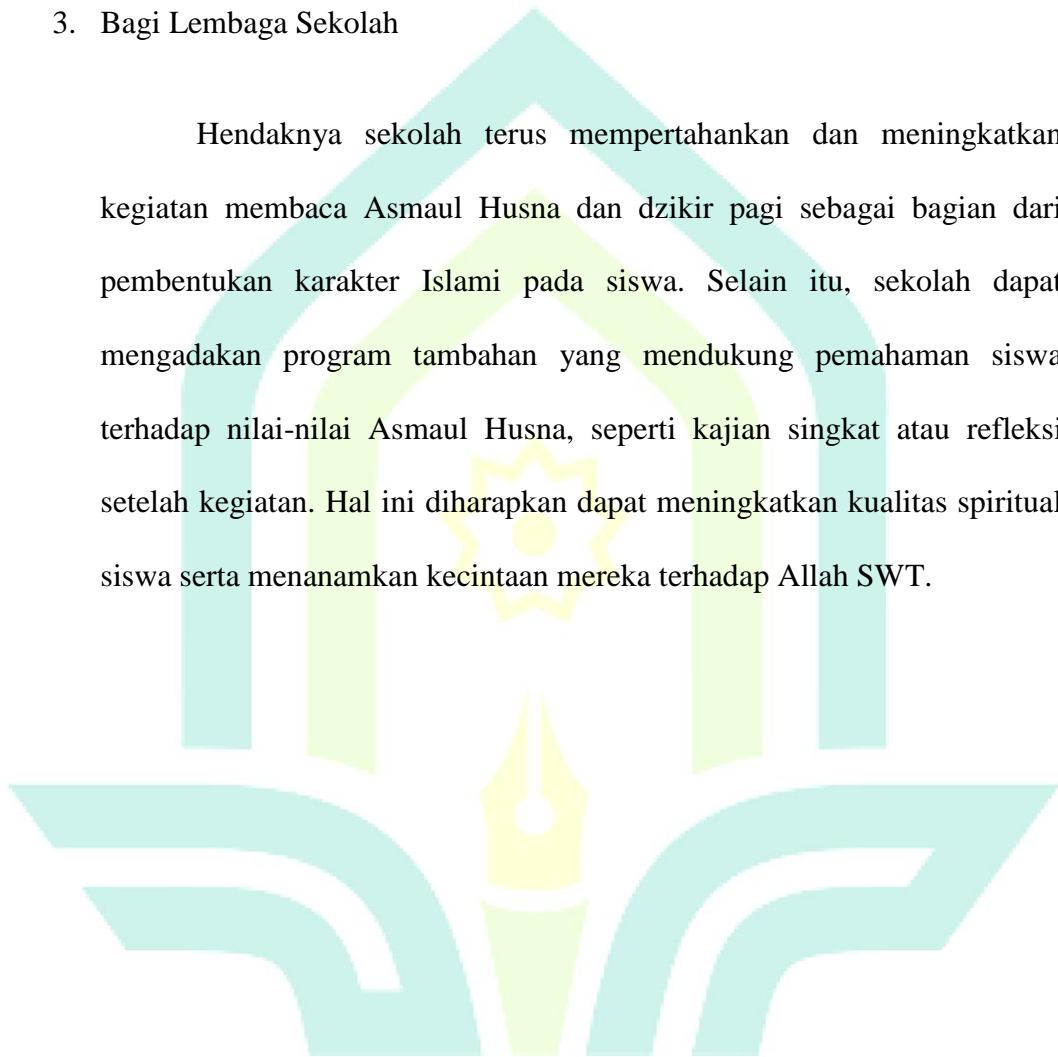 3. Bagi Lembaga Sekolah
Hendaknya sekolah terus mempertahankan dan meningkatkan
kegiatan membaca Asmaul Husna dan dzikir pagi sebagai bagian dari
pembentukan karakter Islami pada siswa. Selain itu, sekolah dapat
mengadakan program tambahan yang mendukung pemahaman siswa
terhadap nilai-nilai Asmaul Husna, seperti kajian singkat atau refleksi
setelah kegiatan. Hal ini diharapkan dapat meningkatkan kualitas spiritual
siswa serta menanamkan kecintaan mereka terhadap Allah SWT.